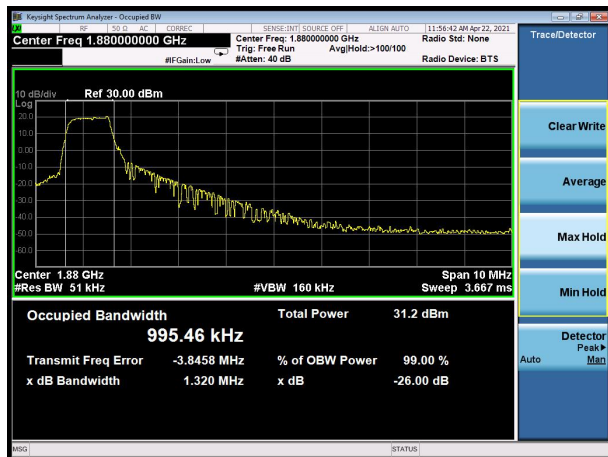 Keysight Spectrum Analyzer - Occupied BW
RF 50 Ω AC CORREC SENSE:INT SOURCE OFF ALIGN AUTO 11:56:42 AM Apr 22, 2021
Center Freq 1.880000000 GHz Center Freq: 1.880000000 GHz Radio Std: None
Trig: Free Run Avg|Hold:>100/100
#IFGain:Low #Atten: 40 dB Radio Device: BTS
Trace/Detector
10 dB/div Ref 30.00 dBm
Log
20.0
10.0
0.00
-10.0
-20.0
-30.0
-40.0
-50.0
-60.0
Center 1.88 GHz Span 10 MHz
#Res BW 51 kHz #VBW 160 kHz Sweep 3.667 ms
Occupied Bandwidth Total Power 31.2 dBm
995.46 kHz
Transmit Freq Error -3.8458 MHz % of OBW Power 99.00 %
x dB Bandwidth 1.320 MHz x dB -26.00 dB
Clear Write
Average
Max Hold
Min Hold
Detector
Peak▶
Auto Man
MSG STATUS